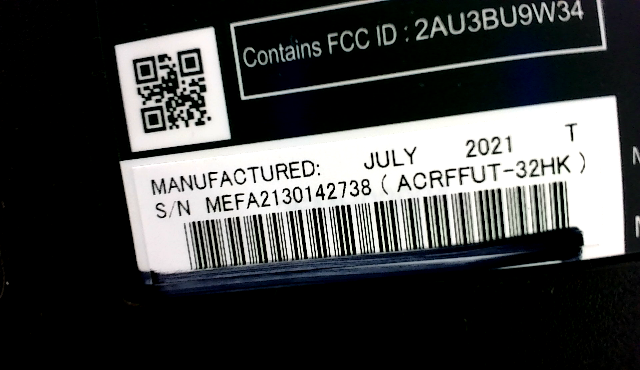 Contains FCC ID : 2AU3BU9W34
MANUFACTURED: JULY 2021 T
S/N MEFA2130142738 ( ACRFFUT-32HK )